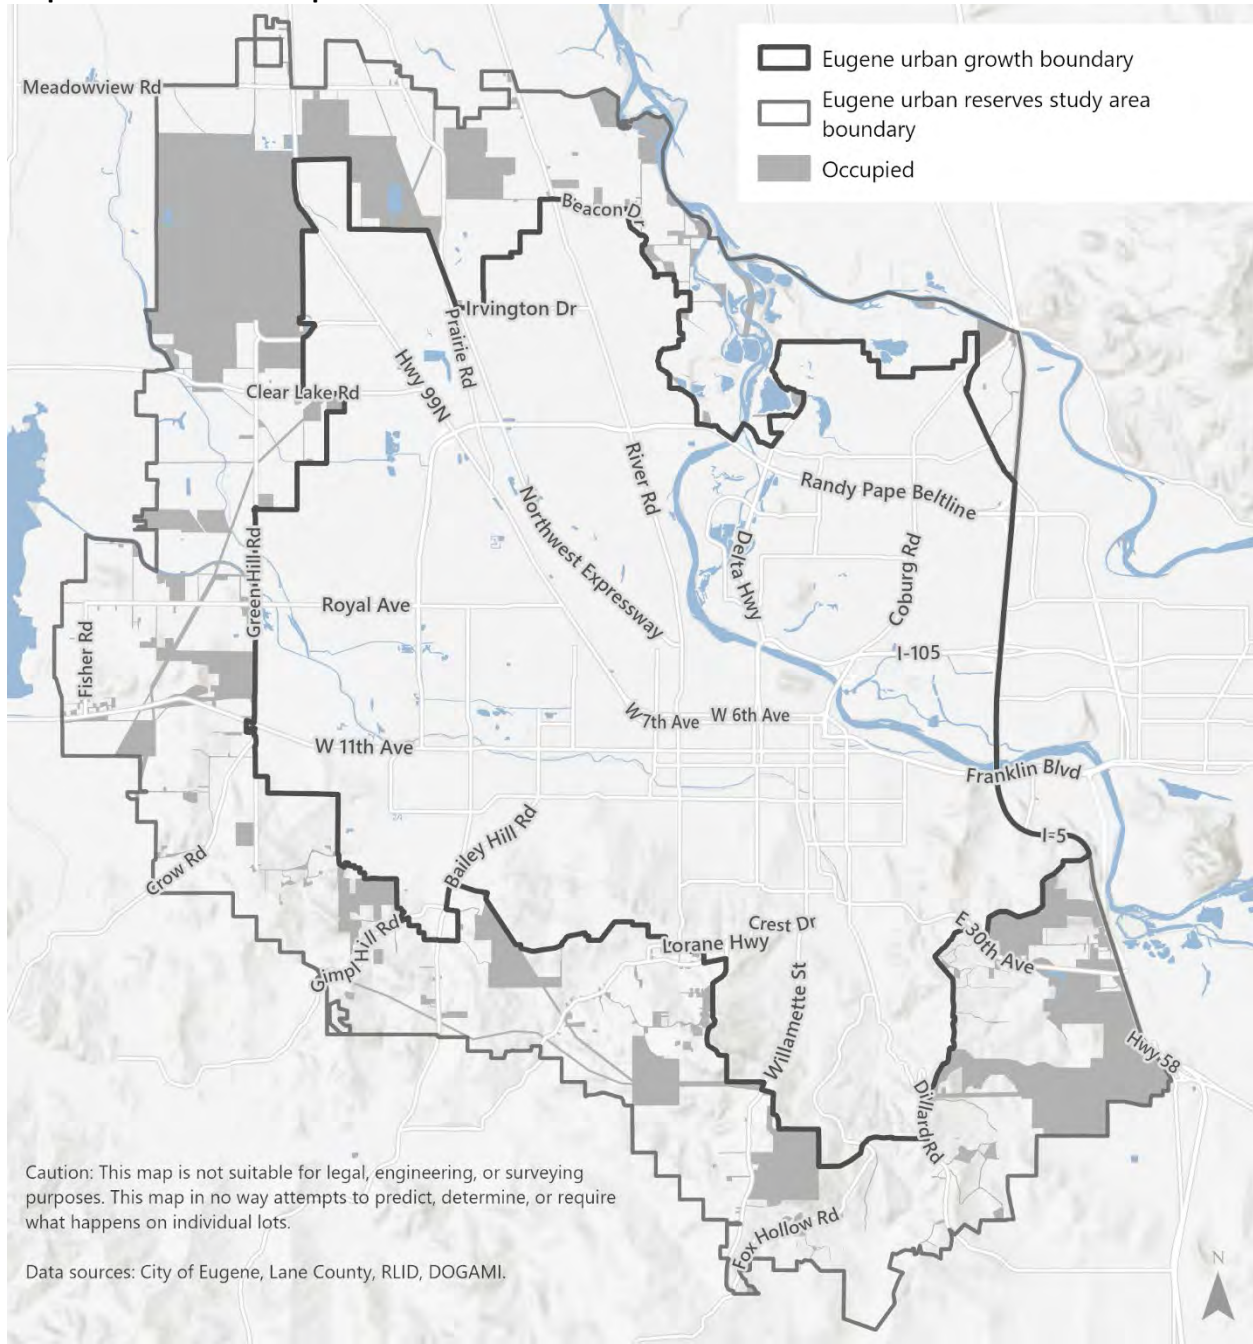 Eugene urban growth boundary
Eugene urban reserves study area
boundary
Occupied
Meadowview Rd
Beacon Dr
Irvington Dr
Prairie Rd
Hwy 99N
Clear Lake Rd
River Rd
Randy Pape Beltline
Northwest Expressway
Delta Hwy
Coburg Rd
Green Hill Rd
Royal Ave
Fisher Rd
I-105
W 7th Ave
W 6th Ave
W 11th Ave
Franklin Blvd
I-5
Bailey Hill Rd
Crow Rd
Gimpl Hill Rd
Crest Dr
Lorane Hwy
E 30th Ave
Willamette St
Hwy 58
Dillard Rd
Fox Hollow Rd
Caution: This map is not suitable for legal, engineering, or surveying
purposes. This map in no way attempts to predict, determine, or require
what happens on individual lots.
Data sources: City of Eugene, Lane County, RLID, DOGAMI.
N